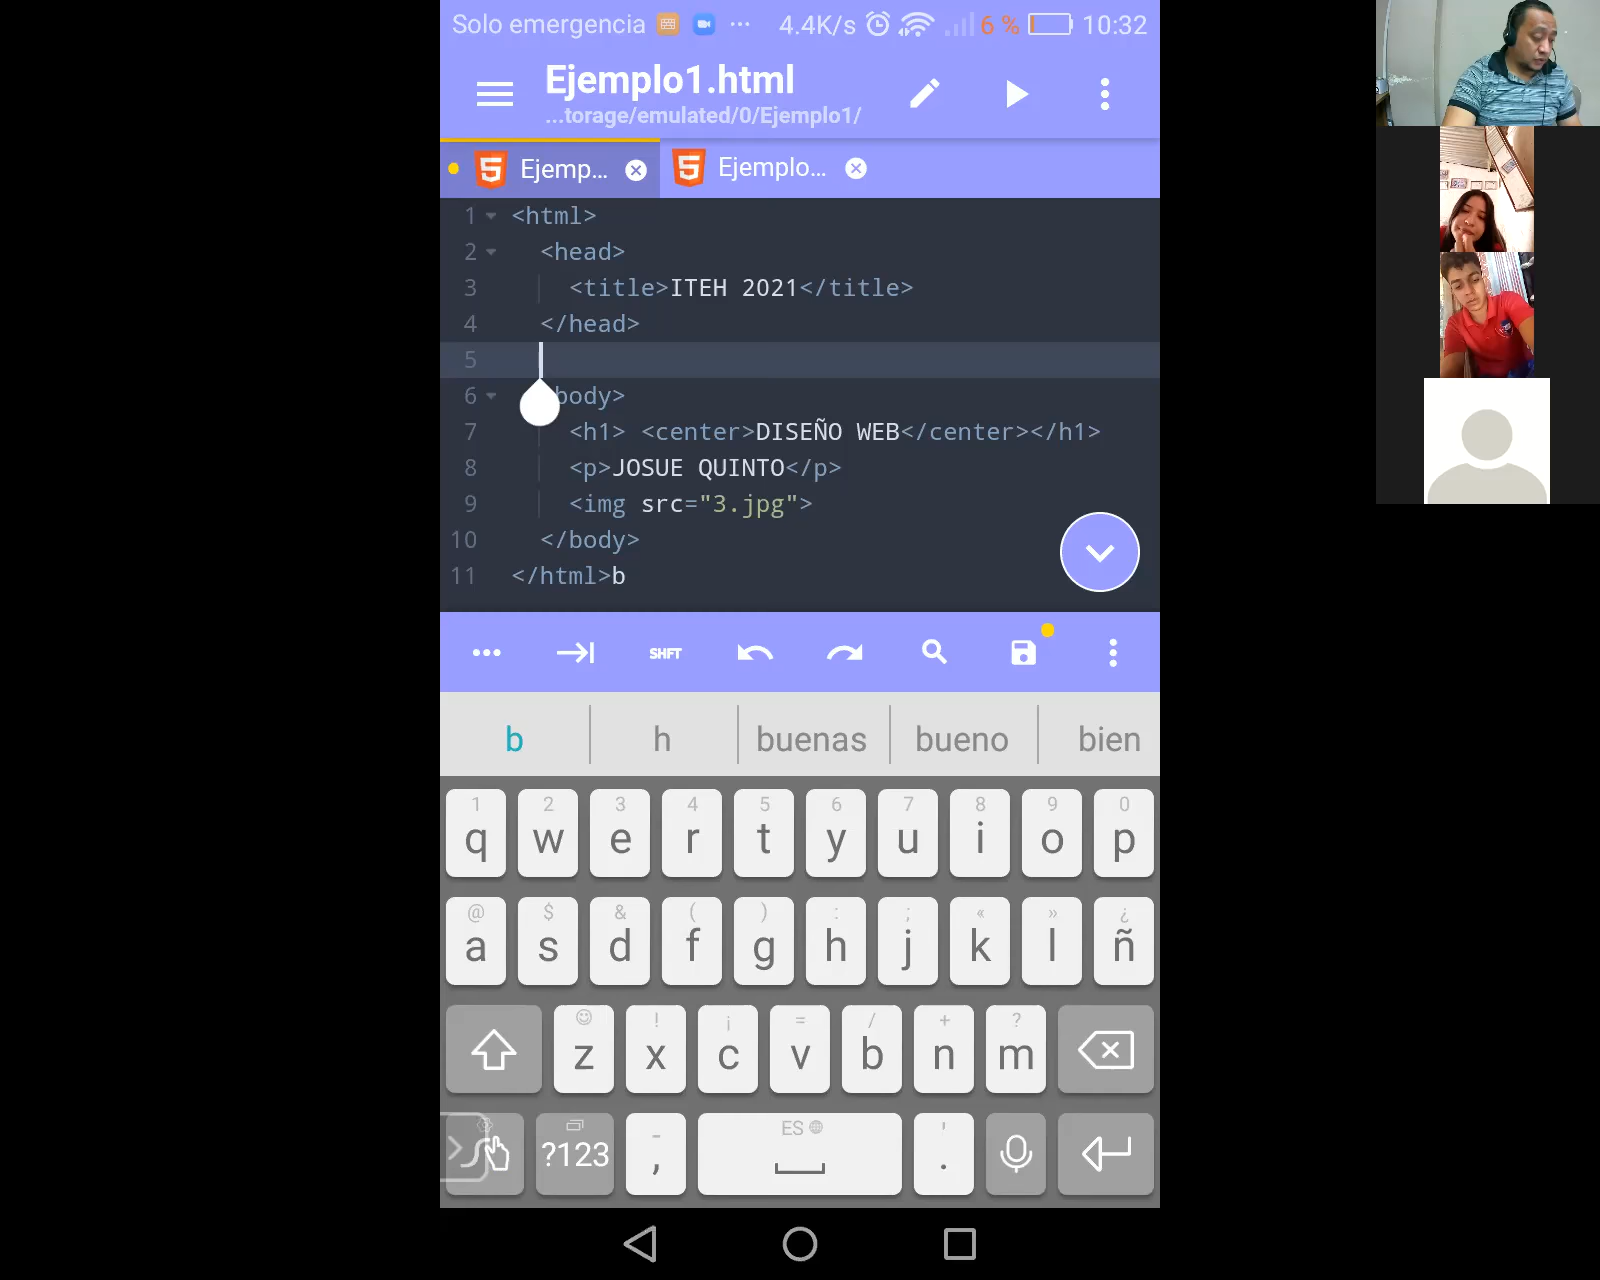 Solo emergencia ... 4.4K/s 6 % 10:32
Ejemplo1.html
...torage/emulated/0/Ejemplo1/
Ejemp... Ejemplo...
1 <html>
2 <head>
3 <title>ITEH 2021</title>
4 </head>
5
6 body>
7 <h1> <center>DISEÑO WEB</center></h1>
8 <p>JOSUE QUINTO</p>
9 <img src="3.jpg">
10 </body>
11 </html>b
SHFT
b h buenas bueno bien
1 2 3 4 5 6 7 8 9 0
q w e r t y u i o p
@ $ & ( ) : ; « » ¿
a s d f g h j k l ñ
! ¡ = / + ?
z x c v b n m
- ES '
?123 , .